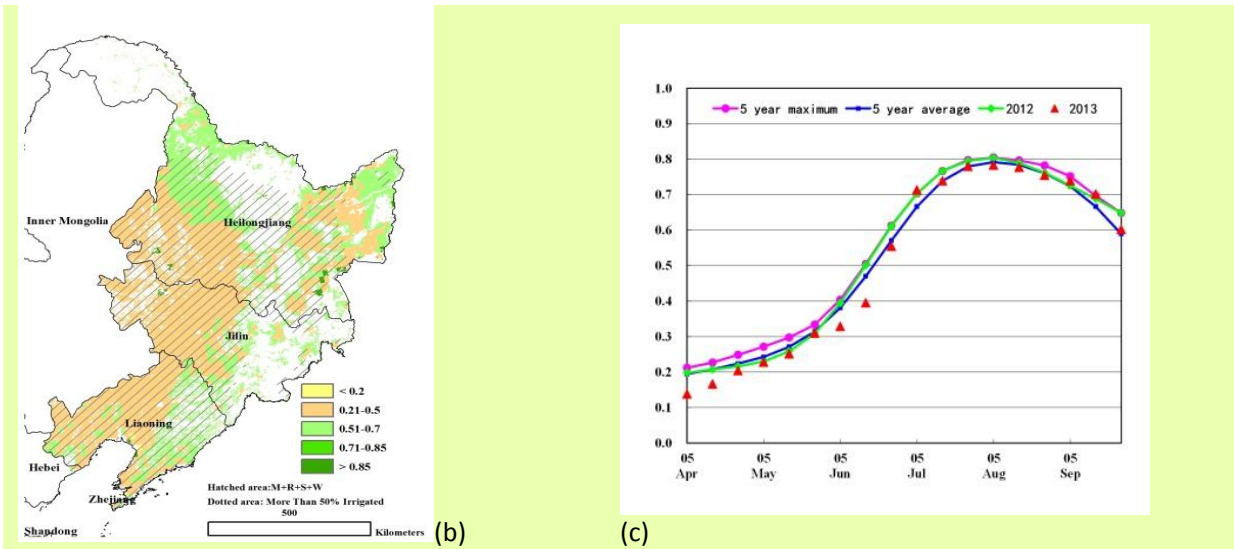 Inner Mongolia
Heilongjiang
Jilin
Liaoning
Hebei
Zhejiang
Shandong
< 0.2
0.21-0.5
0.51-0.7
0.71-0.85
> 0.85
Hatched area:M+R+S+W
Dotted area: More Than 50% Irrigated
500
Kilometers
(b)
5 year maximum 5 year average 2012 2013
1.0
0.9
0.8
0.7
0.6
0.5
0.4
0.3
0.2
0.1
0.0
05 05 05 05 05 05
Apr May Jun Jul Aug Sep
(c)